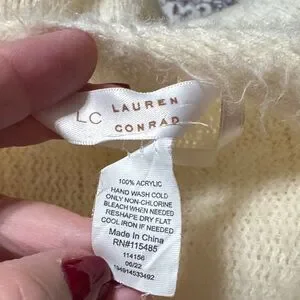 LC LAUREN
CONRAD
100% ACRYLIC
HAND WASH COLD
ONLY NON-CHLORINE
BLEACH WHEN NEEDED
RESHAPE DRY FLAT
COOL IRON IF NEEDED
Made In China
RN#115485
114156
06/22
194914533492